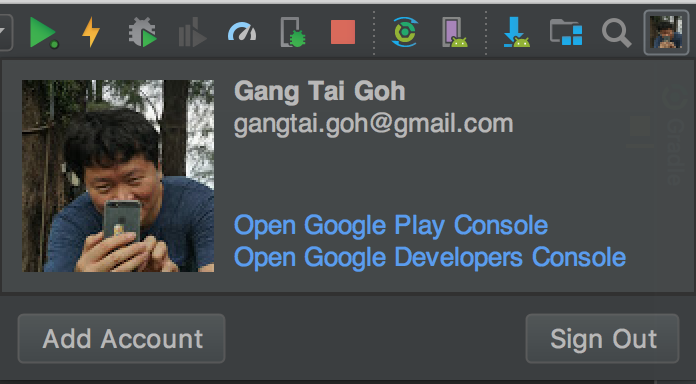 Gang Tai Goh
gangtai.goh@gmail.com
Open Google Play Console
Open Google Developers Console
Add Account
Sign Out
Gradle